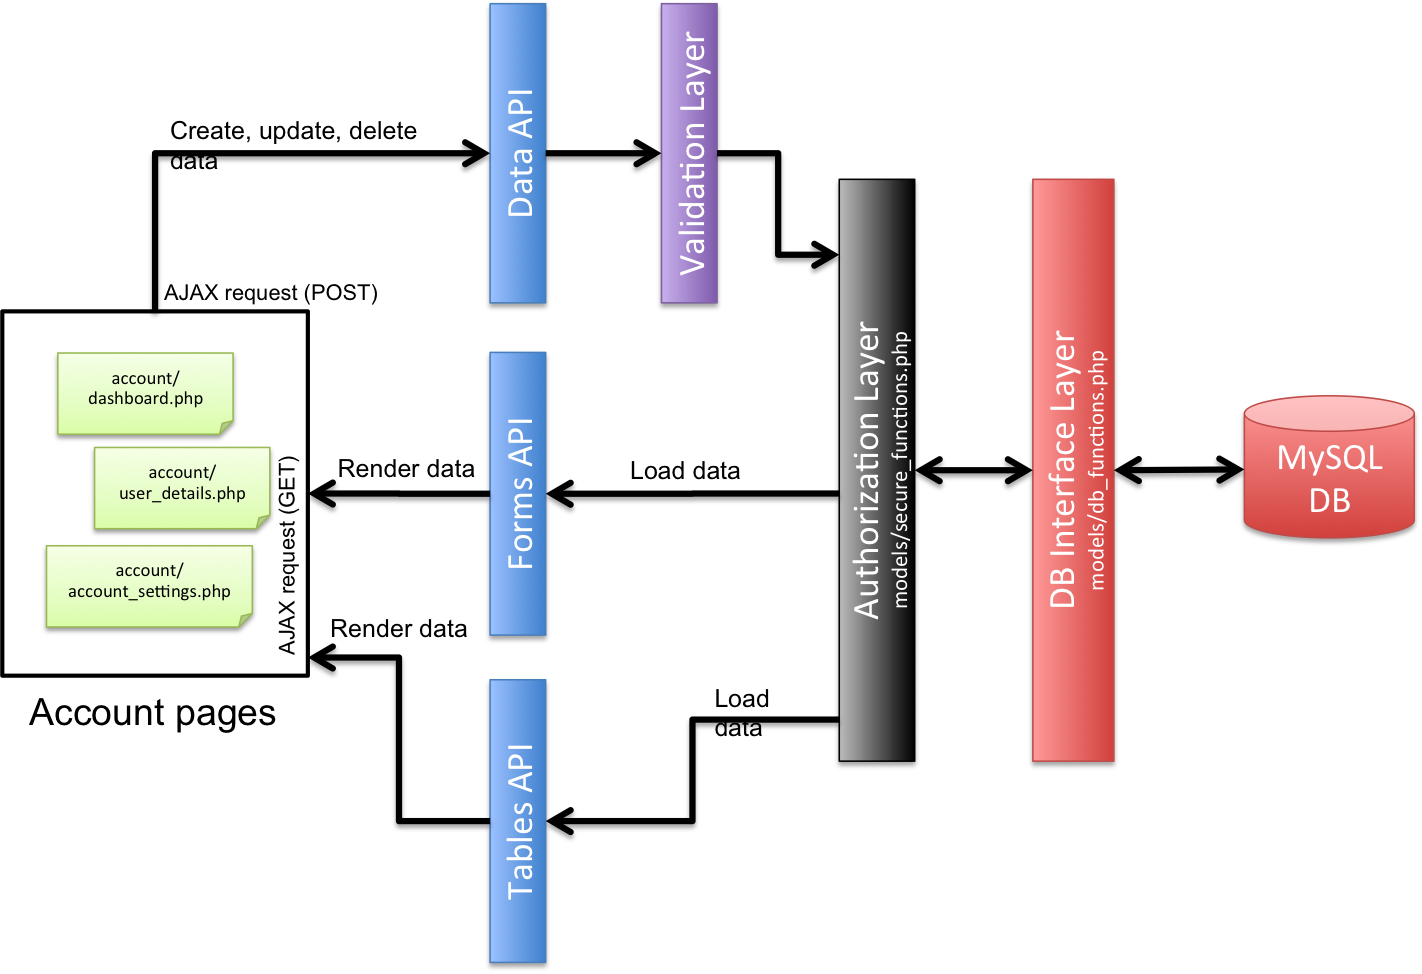 Create, update, delete
data
Data API
Validation Layer
AJAX request (POST)
account/
dashboard.php
account/
user_details.php
account/
account_settings.php
AJAX request (GET)
Account pages
Render data
Forms API
Load data
Render data
Tables API
Load
data
Authorization Layer
models/secure_functions.php
DB Interface Layer
models/db_functions.php
MySQL
DB